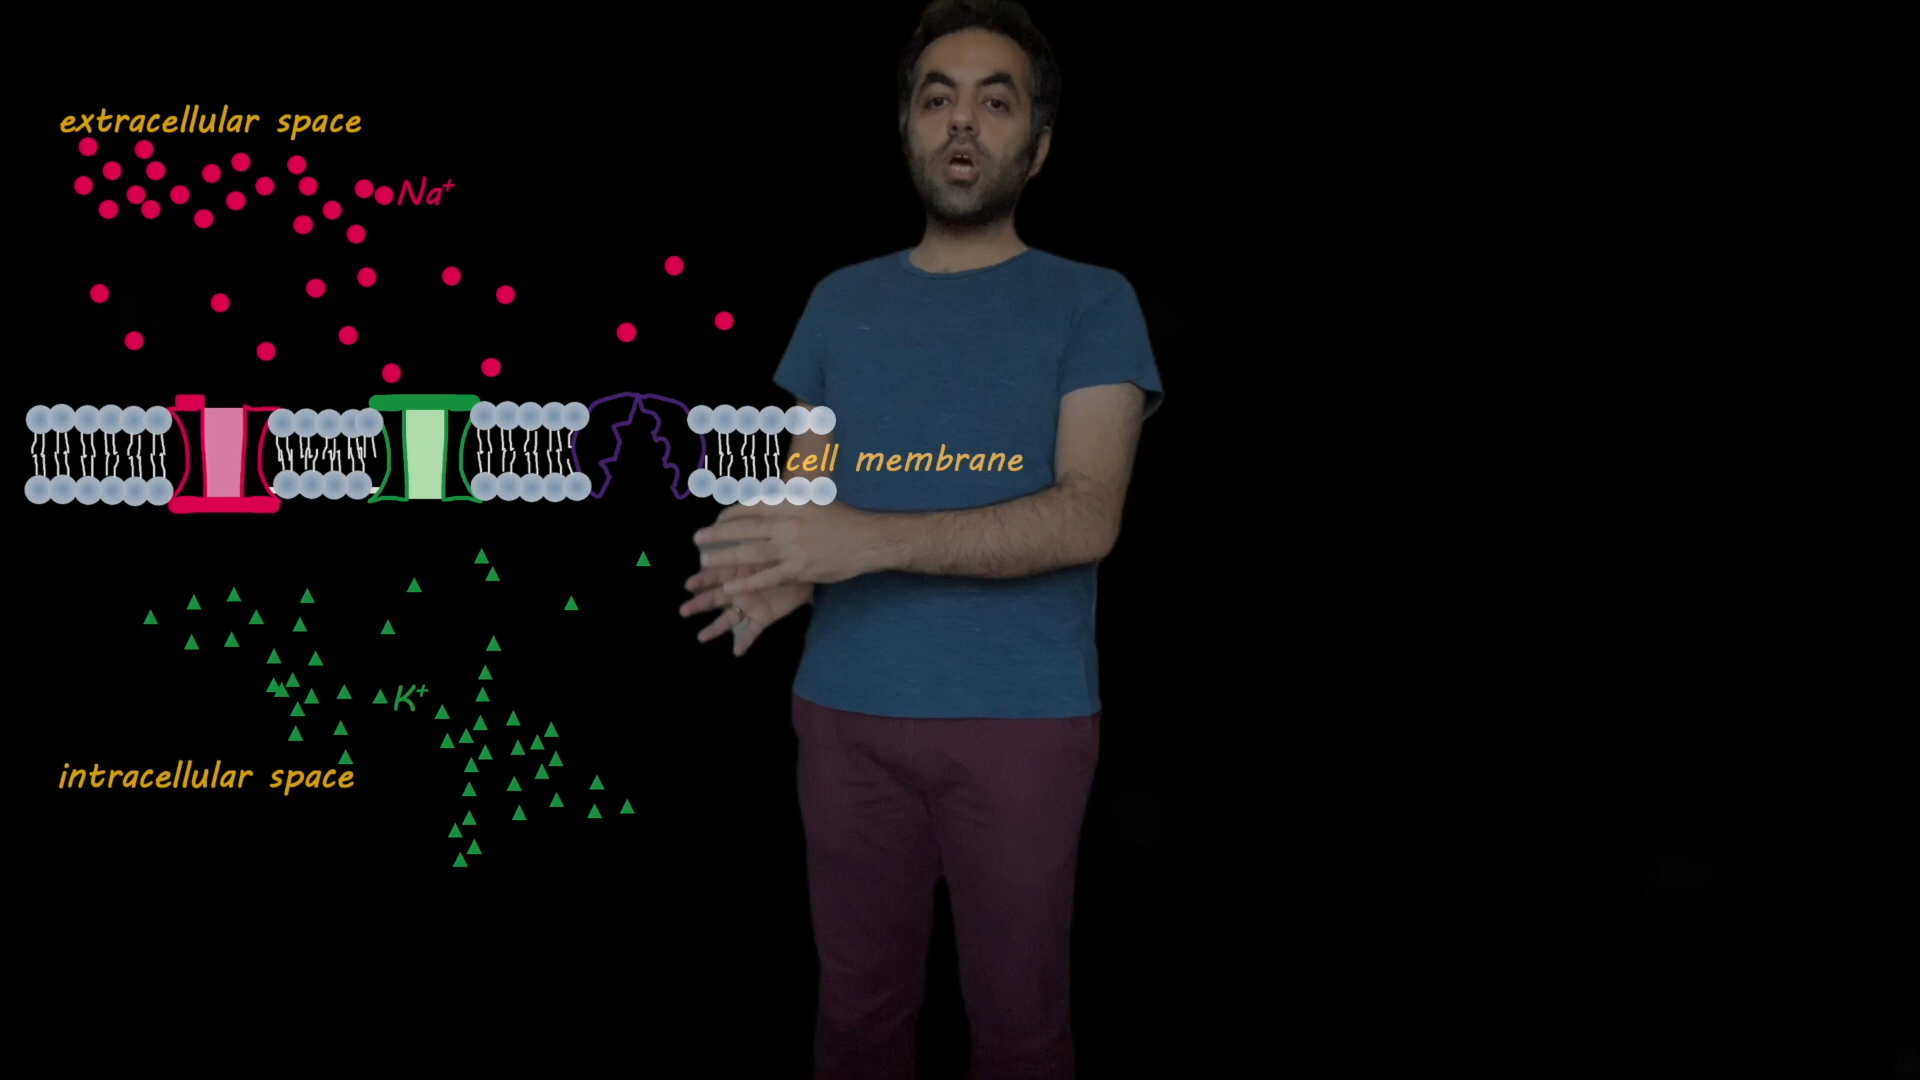 extracellular space
Na⁺
cell membrane
K⁺
intracellular space